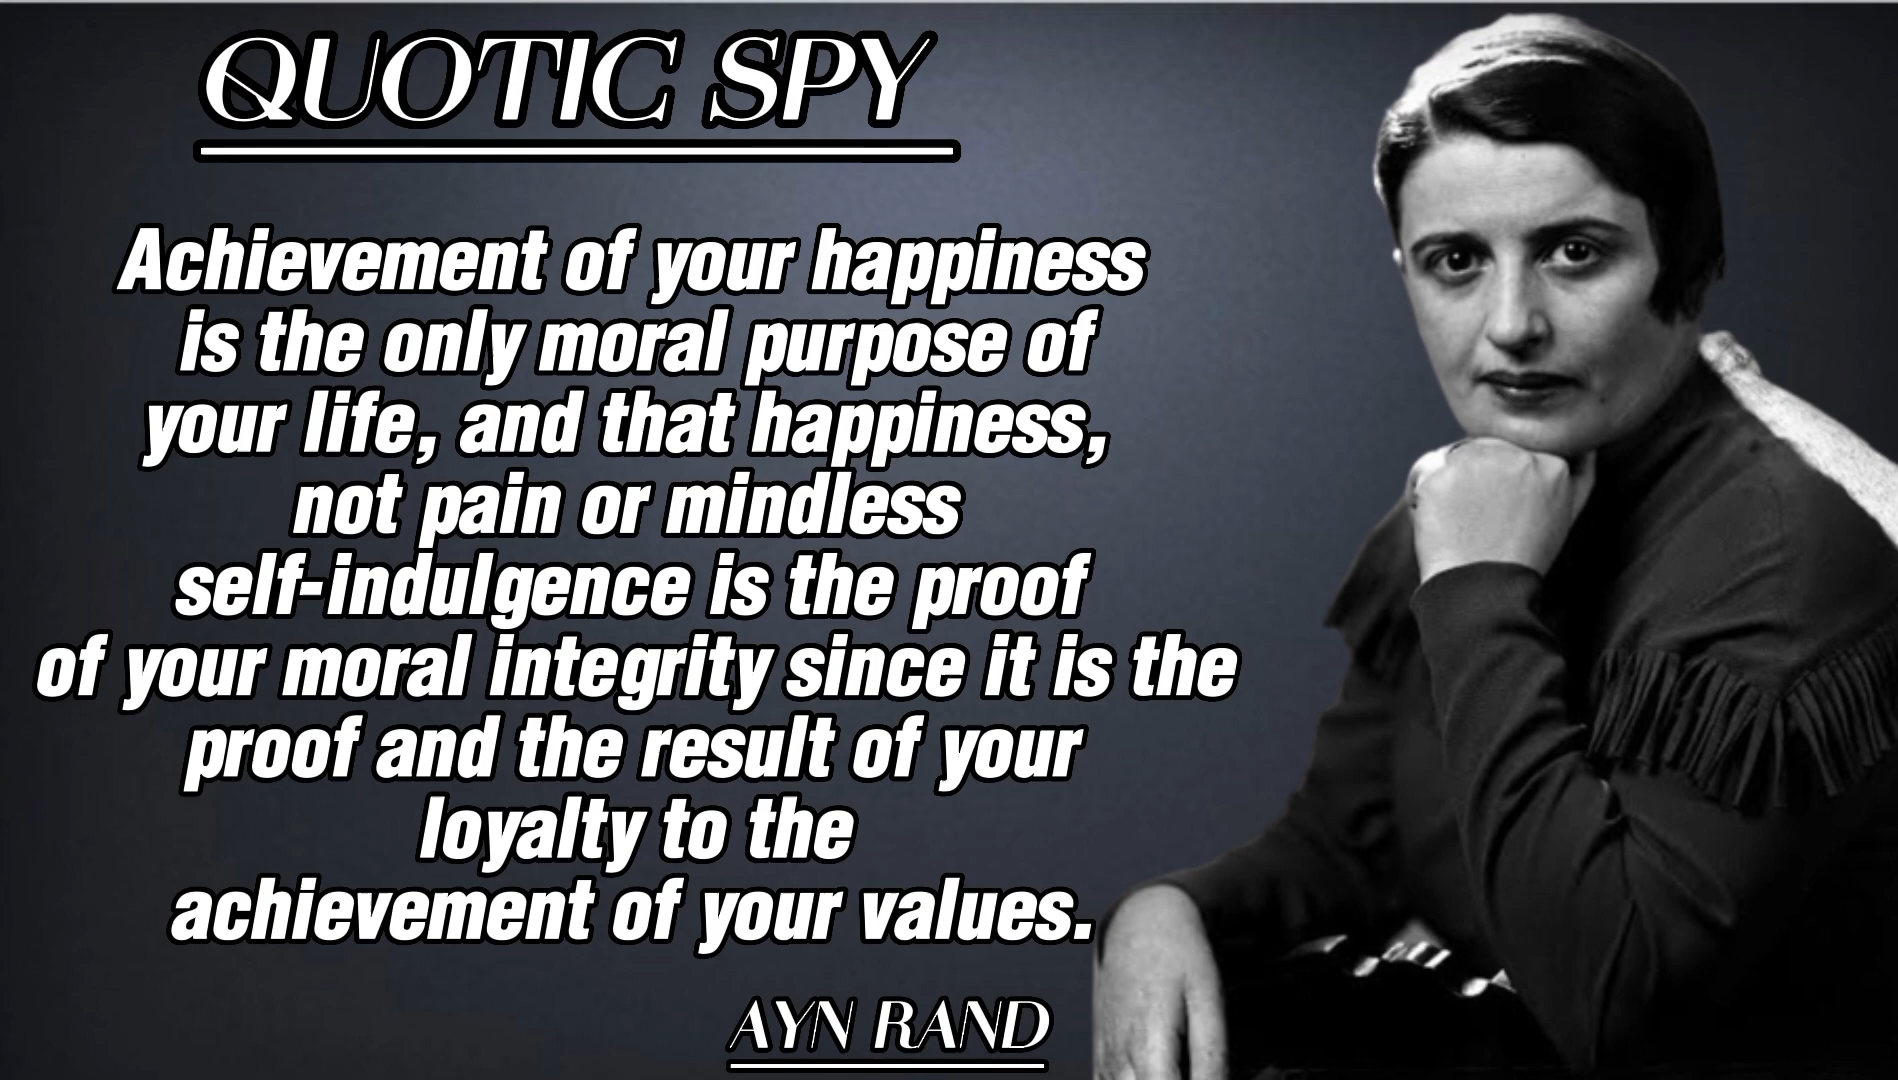 QUOTIC SPY
Achievement of your happiness
is the only moral purpose of
your life, and that happiness,
not pain or mindless
self-indulgence is the proof
of your moral integrity since it is the
proof and the result of your
loyalty to the
achievement of your values.
AYN RAND